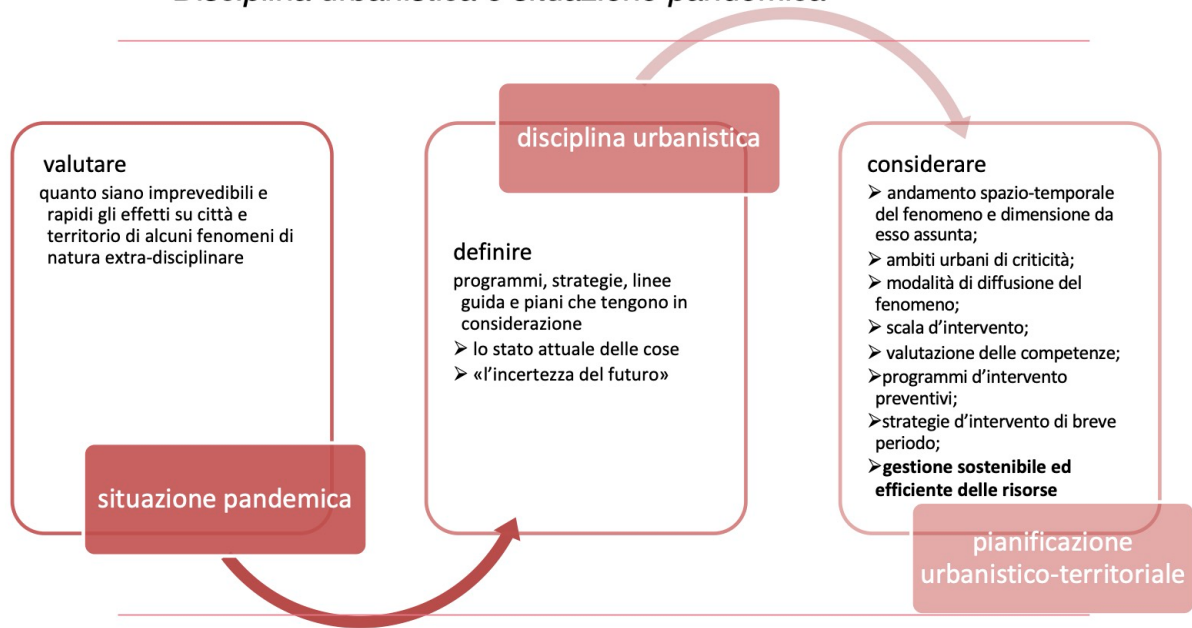 Disciplina urbanistica e situazione pandemica
valutare
quanto siano imprevedibili e
rapidi gli effetti su città e
territorio di alcuni fenomeni di
natura extra-disciplinare
situazione pandemica
disciplina urbanistica
definire
programmi, strategie, linee
guida e piani che tengono in
considerazione
➢ lo stato attuale delle cose
➢ «l'incertezza del futuro»
considerare
➢ andamento spazio-temporale
del fenomeno e dimensione da
esso assunta;
➢ ambiti urbani di criticità;
➢ modalità di diffusione del
fenomeno;
➢ scala d'intervento;
➢ valutazione delle competenze;
➢programmi d'intervento
preventivi;
➢strategie d'intervento di breve
periodo;
➢gestione sostenibile ed
efficiente delle risorse
pianificazione
urbanistico-territoriale